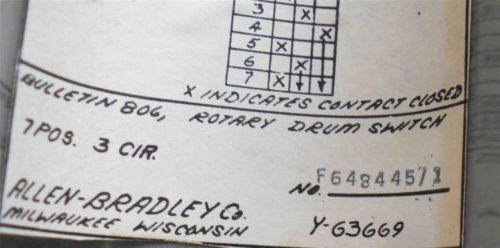 3 X
4 X
5 X
6 X
7 X
X INDICATES CONTACT CLOSED
BULLETIN 806, ROTARY DRUM SWITCH
7 POS. 3 CIR.
No. F64844571
ALLEN-BRADLEY Co.
MILWAUKEE WISCONSIN Y-63669